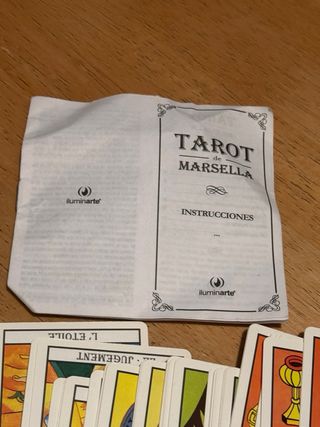 TAROT
de
MARSELLA
INSTRUCCIONES
iluminarte®
iluminarte®
L'ETOILE
JUGEMENT